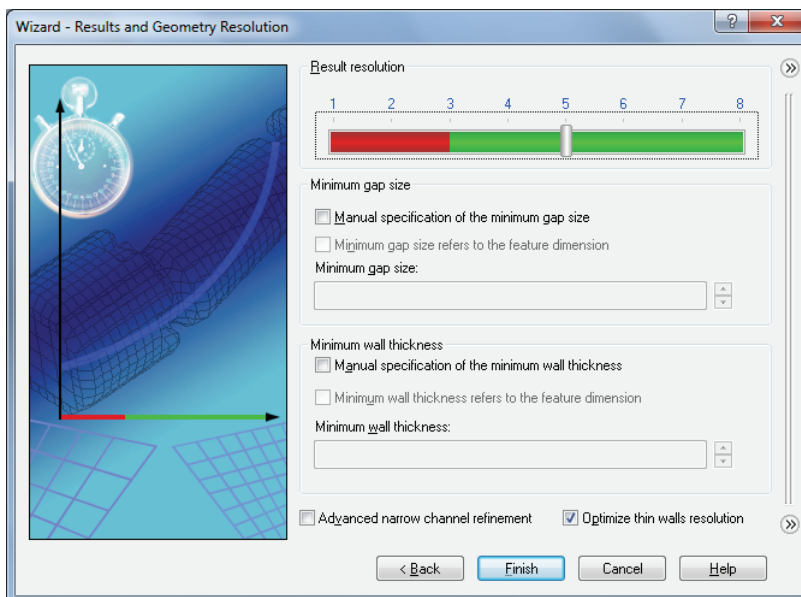 Wizard - Results and Geometry Resolution
Result resolution
1 2 3 4 5 6 7 8
Minimum gap size
Manual specification of the minimum gap size
Minimum gap size refers to the feature dimension
Minimum gap size:
Minimum wall thickness
Manual specification of the minimum wall thickness
Minimum wall thickness refers to the feature dimension
Minimum wall thickness:
Advanced narrow channel refinement Optimize thin walls resolution
< Back Finish Cancel Help